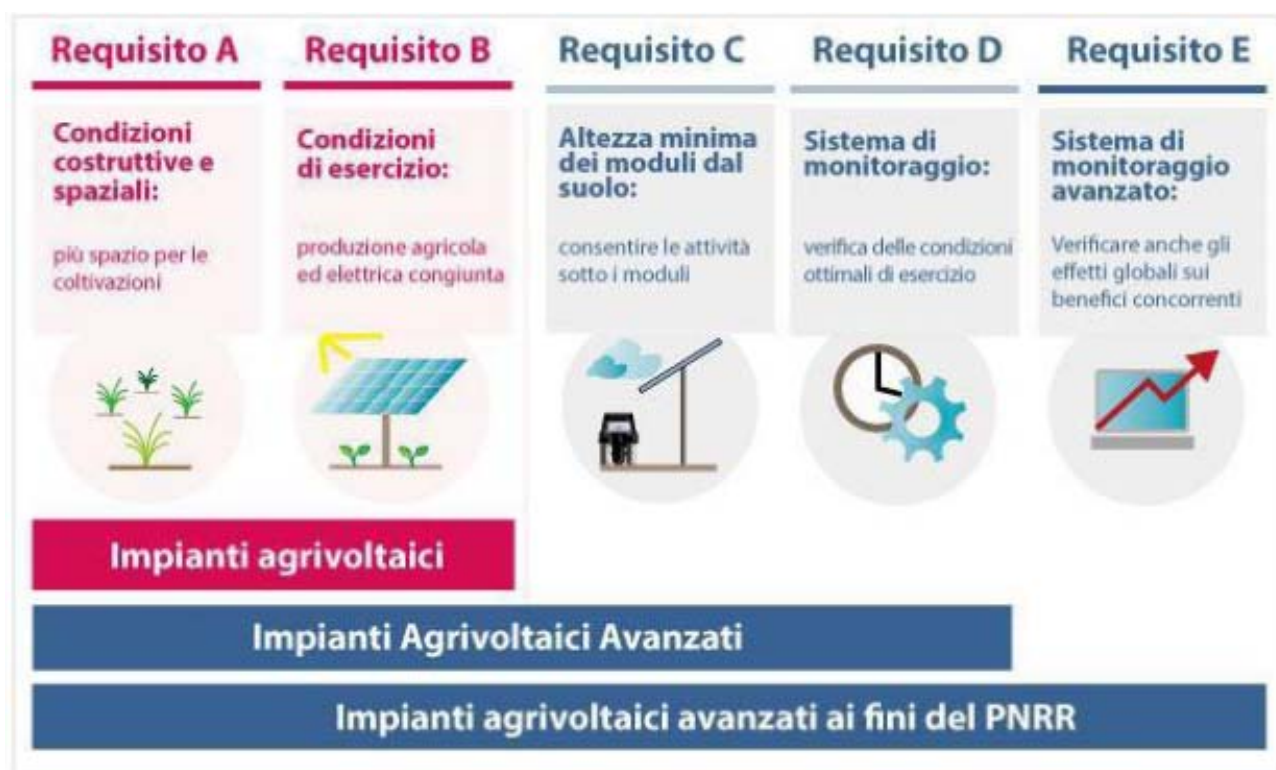 Requisito A
Condizioni
costruttive e
spaziali:
più spazio per le
coltivazioni
Requisito B
Condizioni
di esercizio:
produzione agricola
ed elettrica congiunta
Requisito C
Altezza minima
dei moduli dal
suolo:
consentire le attività
sotto i moduli
Requisito D
Sistema di
monitoraggio:
verifica delle condizioni
ottimali di esercizio
Requisito E
Sistema di
monitoraggio
avanzato:
Verificare anche gli
effetti globali sui
benefici concorrenti
Impianti agrivoltaici
Impianti Agrivoltaici Avanzati
Impianti agrivoltaici avanzati ai fini del PNRR